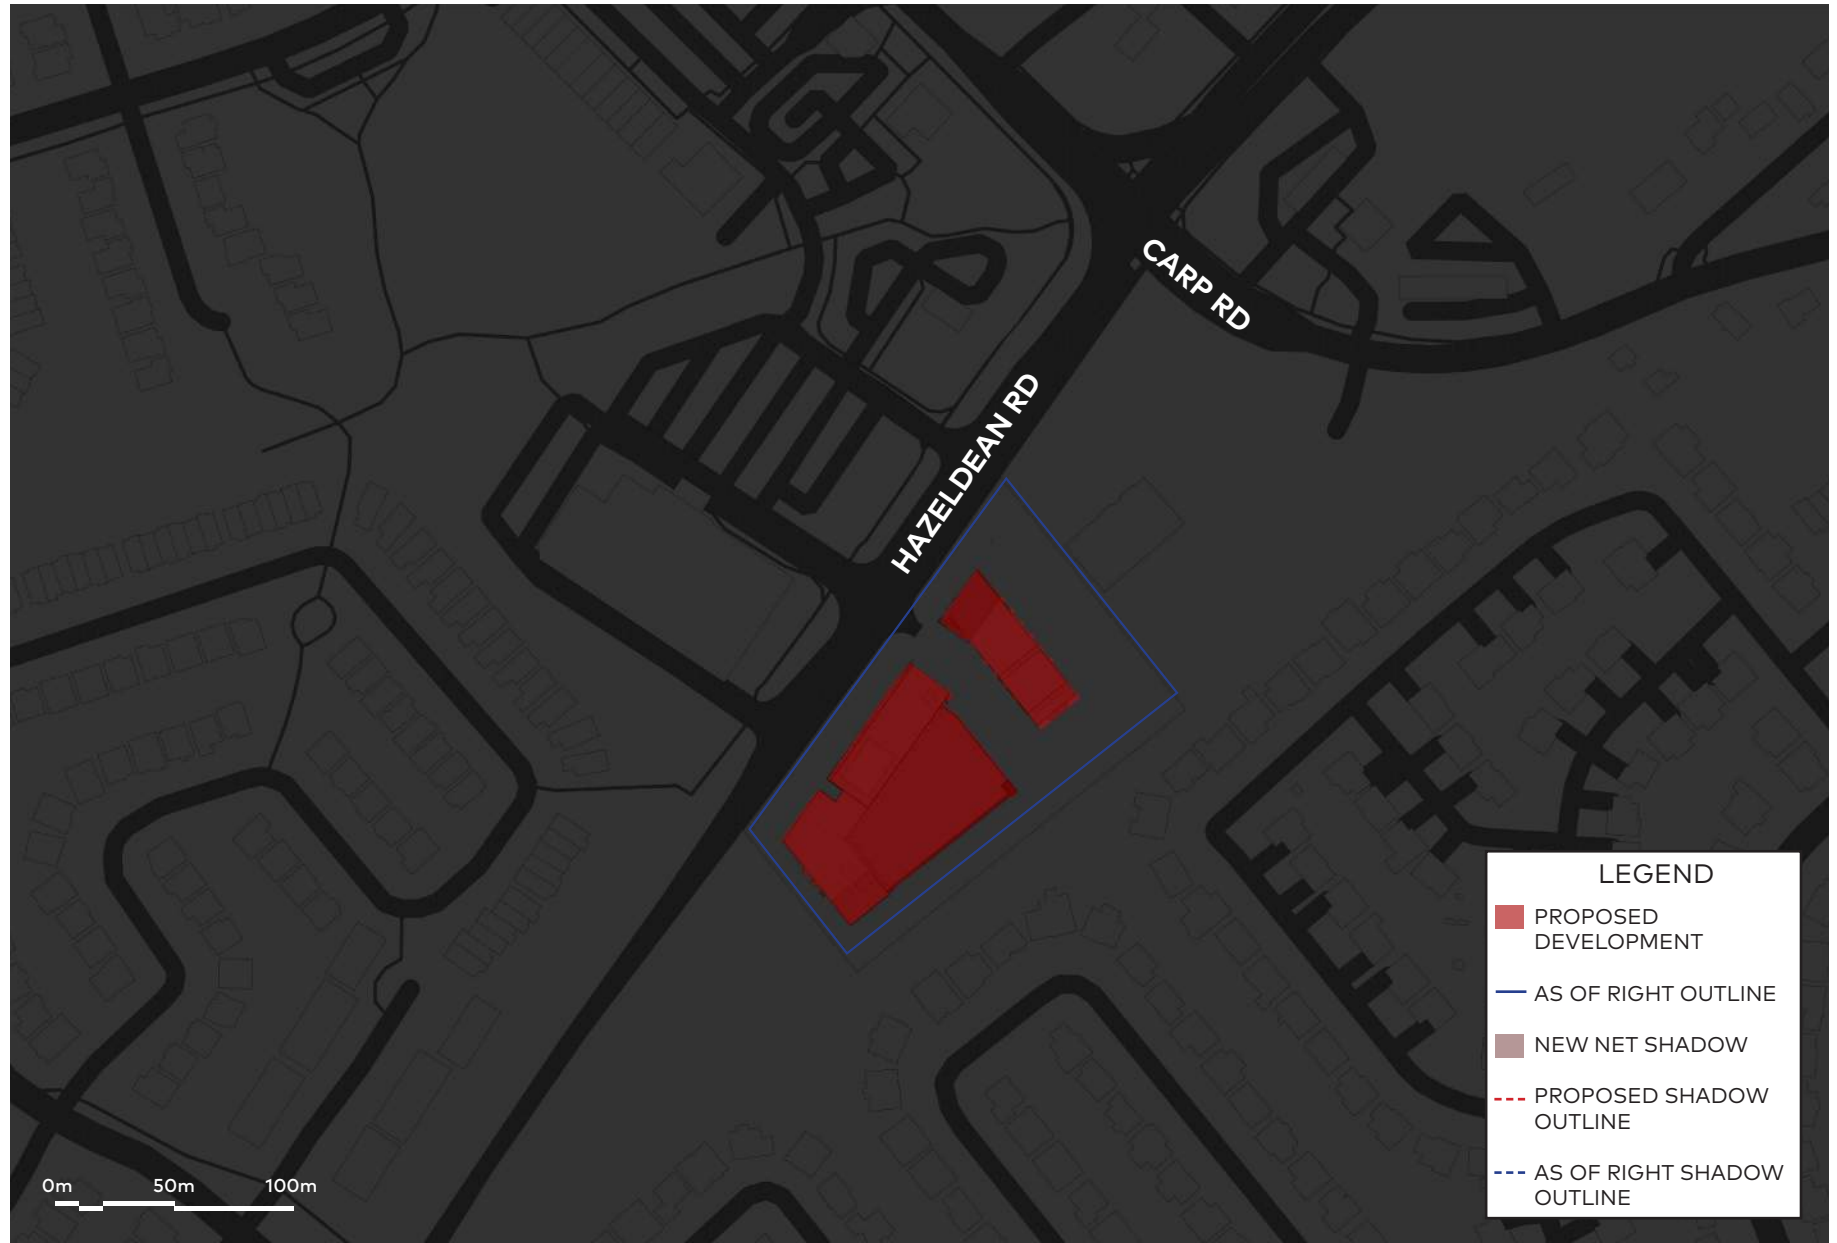 CARP RD
HAZELDEAN RD
LEGEND
PROPOSED
DEVELOPMENT
AS OF RIGHT OUTLINE
NEW NET SHADOW
PROPOSED SHADOW
OUTLINE
AS OF RIGHT SHADOW
OUTLINE
0m 50m 100m